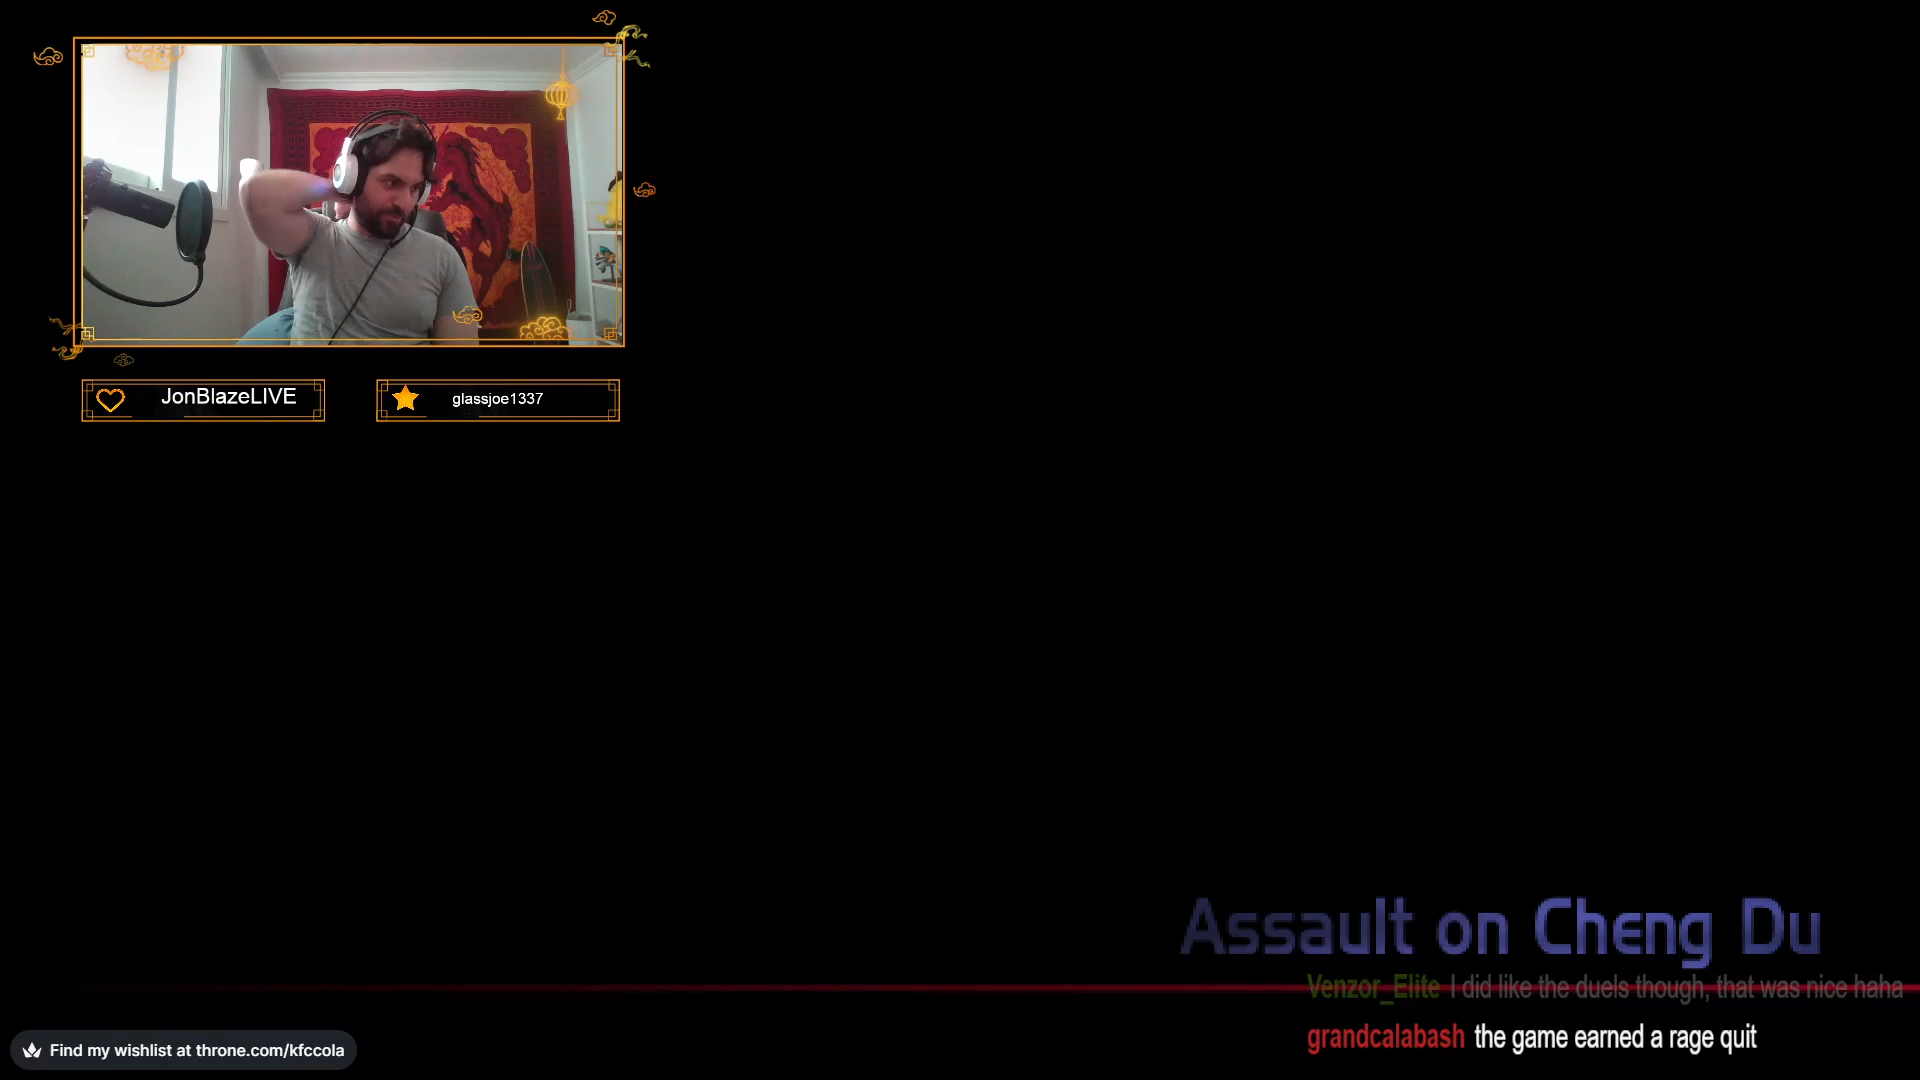 JonBlazeLIVE
glassjoe1337
Assault on Cheng Du
Venzor_Elite I did like the duels though, that was nice haha
grandcalabash the game earned a rage quit
Find my wishlist at throne.com/kfccola